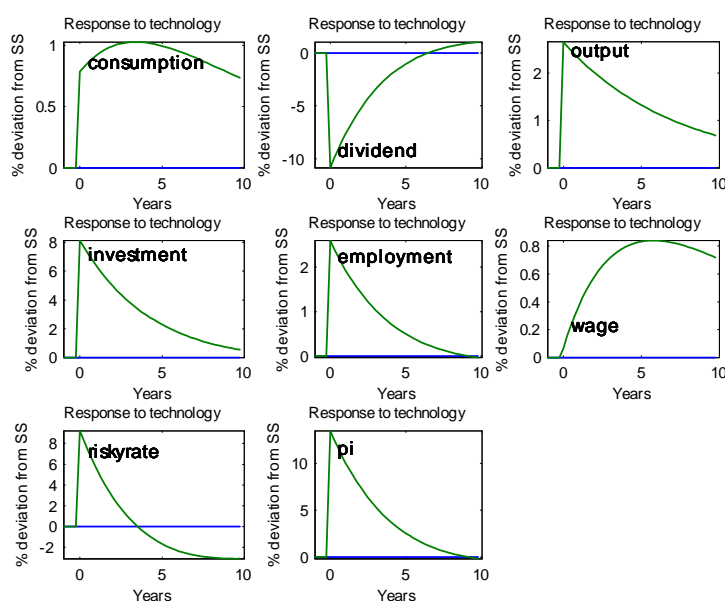 Response to technology
% deviation from SS
1
0.5
0
consumption
0 5 10
Years
Response to technology
% deviation from SS
0
-5
-10
dividend
0 5 10
Years
Response to technology
% deviation from SS
2
1
0
output
0 5 10
Years
Response to technology
% deviation from SS
8
6
4
2
0
investment
0 5 10
Years
Response to technology
% deviation from SS
2
1
0
employment
0 5 10
Years
Response to technology
% deviation from SS
0.8
0.6
0.4
0.2
0
wage
0 5 10
Years
Response to technology
% deviation from SS
8
6
4
2
0
-2
riskyrate
0 5 10
Years
Response to technology
% deviation from SS
10
5
0
pi
0 5 10
Years